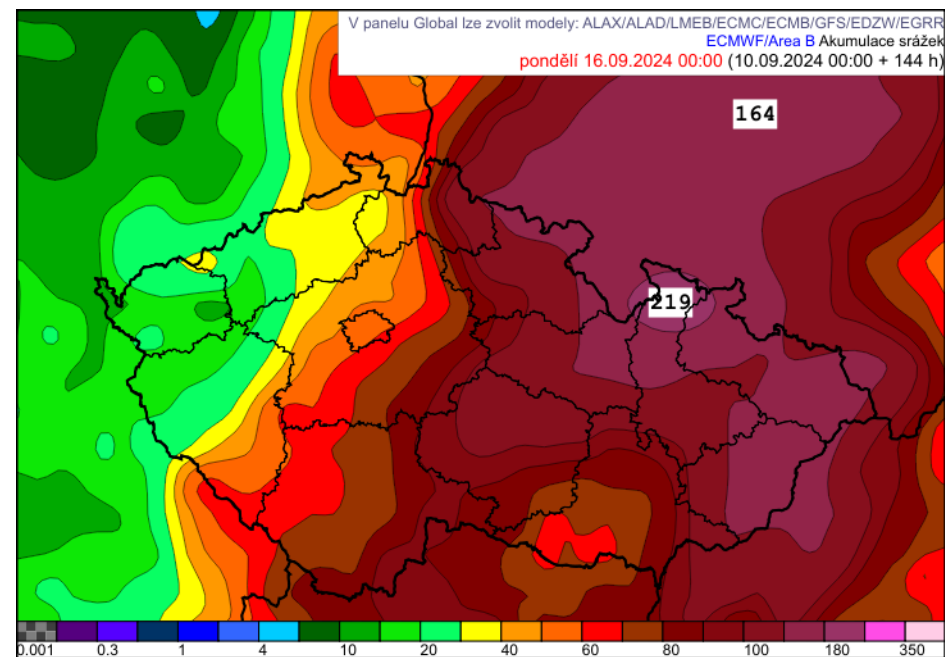 V panelu Global lze zvolit modely: ALAX/ALAD/LMEB/ECMC/ECMB/GFS/EDZW/EGRR
ECMWF/Area B Akumulace srážek
pondělí 16.09.2024 00:00 (10.09.2024 00:00 + 144 h)
164
219
0.001 0.3 1 4 10 20 40 60 80 100 180 350